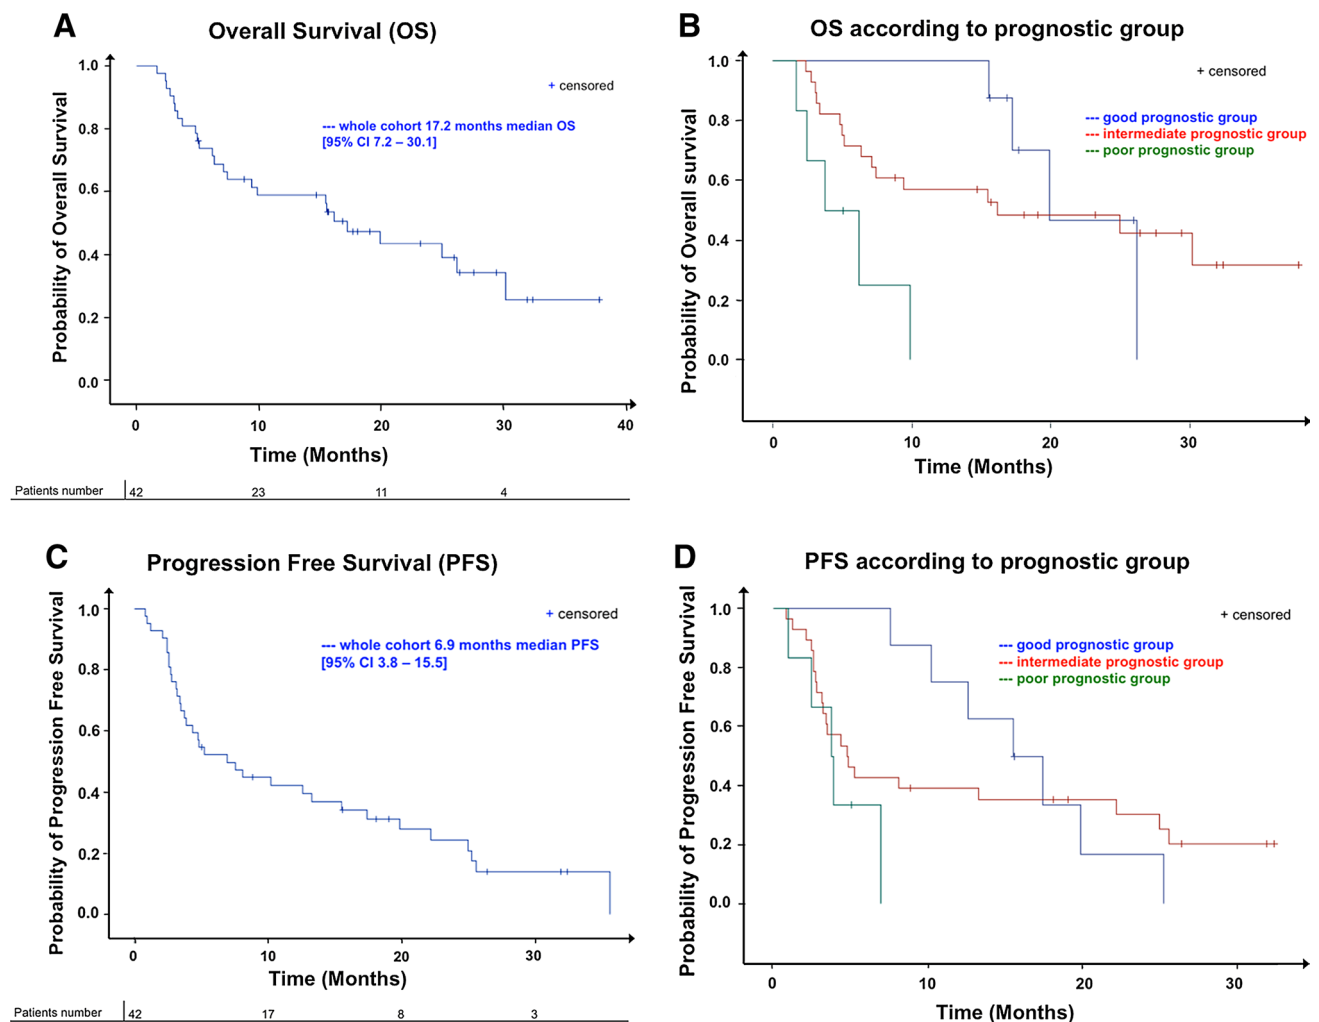 A
Overall Survival (OS)
+ censored
--- whole cohort 17.2 months median OS
[95% CI 7.2 – 30.1]
Probability of Overall Survival
1.0
0.8
0.6
0.4
0.2
0.0
0 10 20 30 40
Time (Months)
Patients number 42 23 11 4
B
OS according to prognostic group
+ censored
--- good prognostic group
--- intermediate prognostic group
--- poor prognostic group
Probability of Overall survival
1.0
0.8
0.6
0.4
0.2
0.0
0 10 20 30
Time (Months)
C
Progression Free Survival (PFS)
+ censored
--- whole cohort 6.9 months median PFS
[95% CI 3.8 – 15.5]
Probability of Progression Free Survival
1.0
0.8
0.6
0.4
0.2
0.0
0 10 20 30
Time (Months)
Patients number 42 17 8 3
D
PFS according to prognostic group
+ censored
--- good prognostic group
--- intermediate prognostic group
--- poor prognostic group
Probability of Progression Free Survival
1.0
0.8
0.6
0.4
0.2
0.0
0 10 20 30
Time (Months)